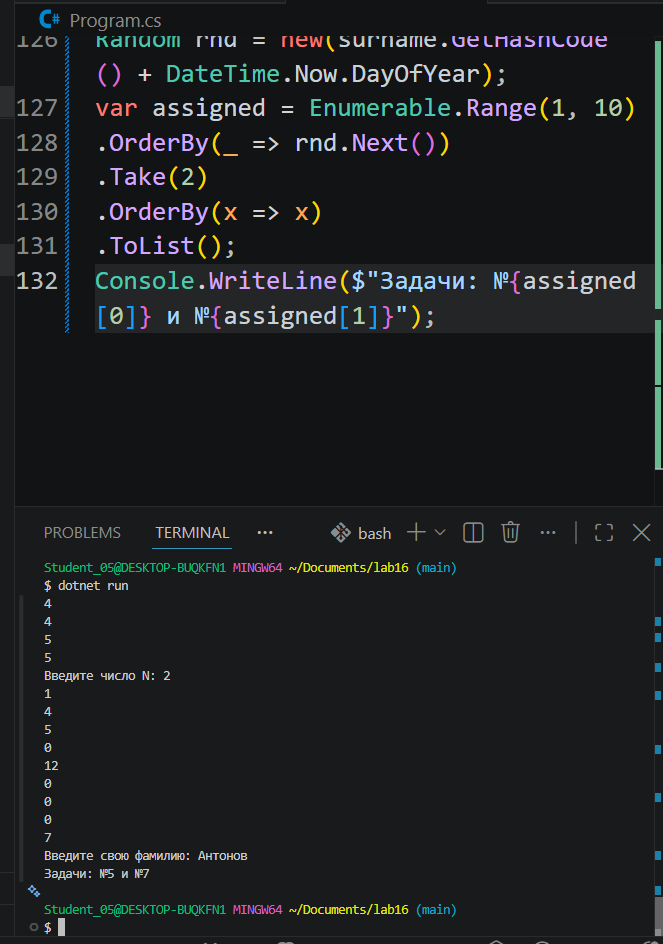 Program.cs
126 Random rnd = new(surname.GetHashCode
() + DateTime.Now.DayOfYear);
127 var assigned = Enumerable.Range(1, 10)
128 .OrderBy(_ => rnd.Next())
129 .Take(2)
130 .OrderBy(x => x)
131 .ToList();
132 Console.WriteLine($"Задачи: №{assigned
[0]} и №{assigned[1]}");
PROBLEMS TERMINAL ... bash ...
Student_05@DESKTOP-BUQKFN1 MINGW64 ~/Documents/lab16 (main)
$ dotnet run
4
4
5
5
Введите число N: 2
1
4
5
0
12
0
0
0
7
Введите свою фамилию: Антонов
Задачи: №5 и №7
Student_05@DESKTOP-BUQKFN1 MINGW64 ~/Documents/lab16 (main)
$